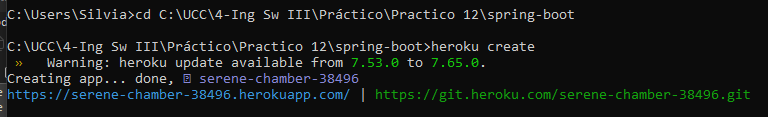 C:\Users\Silvia>cd C:\UCC\4-Ing Sw III\Práctico\Practico 12\spring-boot
C:\UCC\4-Ing Sw III\Práctico\Practico 12\spring-boot>heroku create
» Warning: heroku update available from 7.53.0 to 7.65.0.
Creating app... done, ⍰ serene-chamber-38496
https://serene-chamber-38496.herokuapp.com/ | https://git.heroku.com/serene-chamber-38496.git